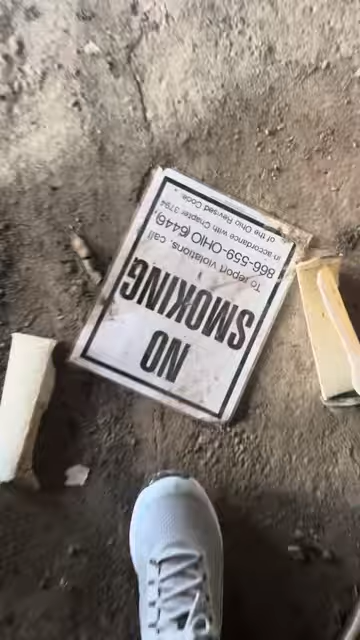 NO
SMOKING
To report violations, call
866-559-OHIO (6446),
in accordance with Chapter 3794
of the Ohio Revised Code.